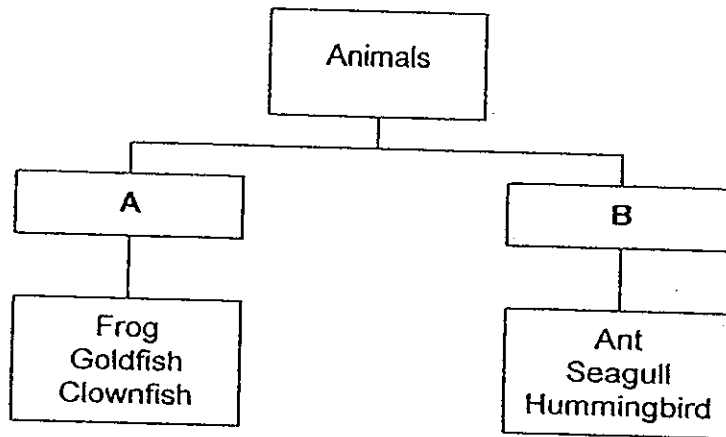 Animals
A
B
Frog
Goldfish
Clownfish
Ant
Seagull
Hummingbird